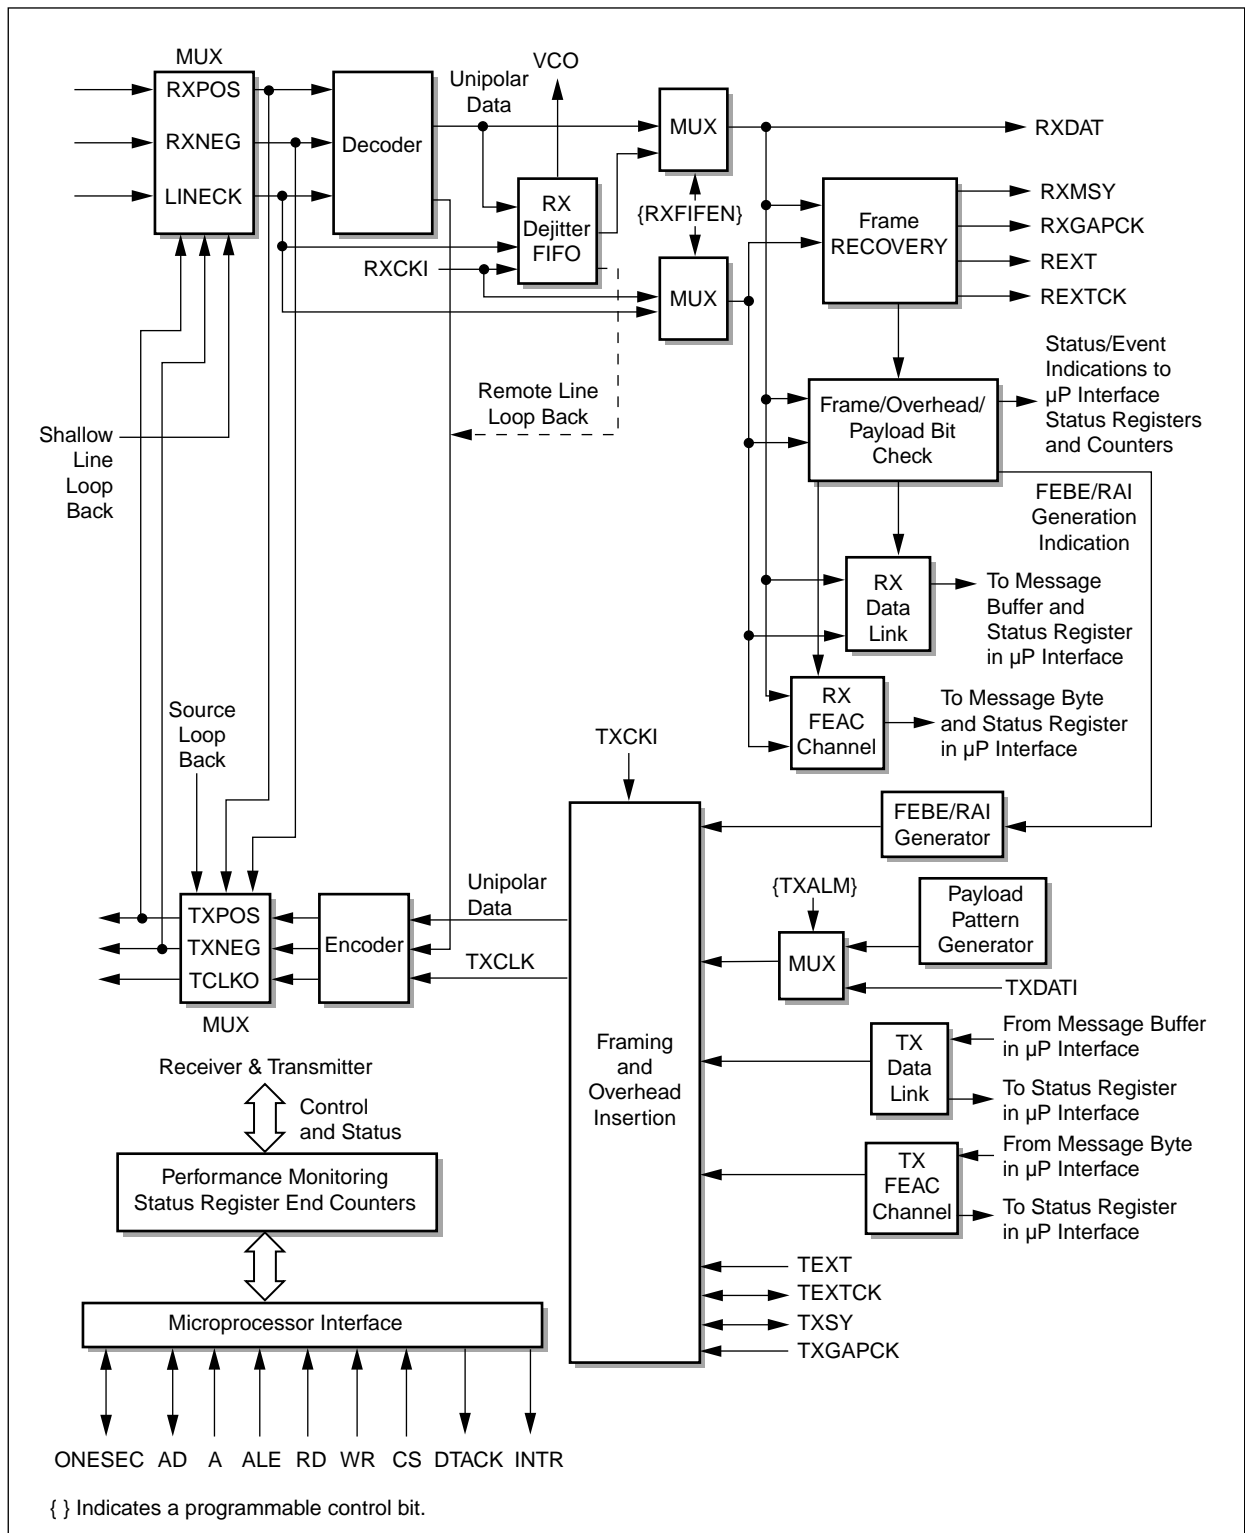 MUX
RXPOS
RXNEG
LINECK
Decoder
Unipolar
Data
VCO
RX
Dejitter
FIFO
RXCKI
MUX
{RXFIFEN}
MUX
RXDAT
Frame
RECOVERY
RXMSY
RXGAPCK
REXT
REXTCK
Status/Event
Indications to
µP Interface
Status Registers
and Counters
Remote Line
Loop Back
Frame/Overhead/
Payload Bit
Check
Shallow
Line
Loop
Back
FEBE/RAI
Generation
Indication
RX
Data
Link
To Message
Buffer and
Status Register
in µP Interface
RX
FEAC
Channel
To Message Byte
and Status Register
in µP Interface
Source
Loop
Back
TXCKI
FEBE/RAI
Generator
Unipolar
Data
{TXALM}
Payload
Pattern
Generator
TXPOS
TXNEG
TCLKO
MUX
Encoder
TXCLK
MUX
TXDATI
Framing
and
Overhead
Insertion
TX
Data
Link
From Message Buffer
in µP Interface
To Status Register
in µP Interface
Receiver & Transmitter
Control
and Status
Performance Monitoring
Status Register End Counters
TX
FEAC
Channel
From Message Byte
in µP Interface
To Status Register
in µP Interface
TEXT
TEXTCK
TXSY
TXGAPCK
Microprocessor Interface
ONESEC AD A ALE RD WR CS DTACK INTR
{ } Indicates a programmable control bit.